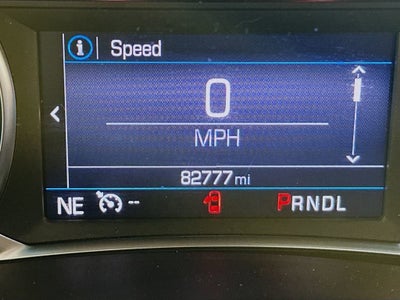 i Speed
0
MPH
82777 mi
NE -- PRNDL